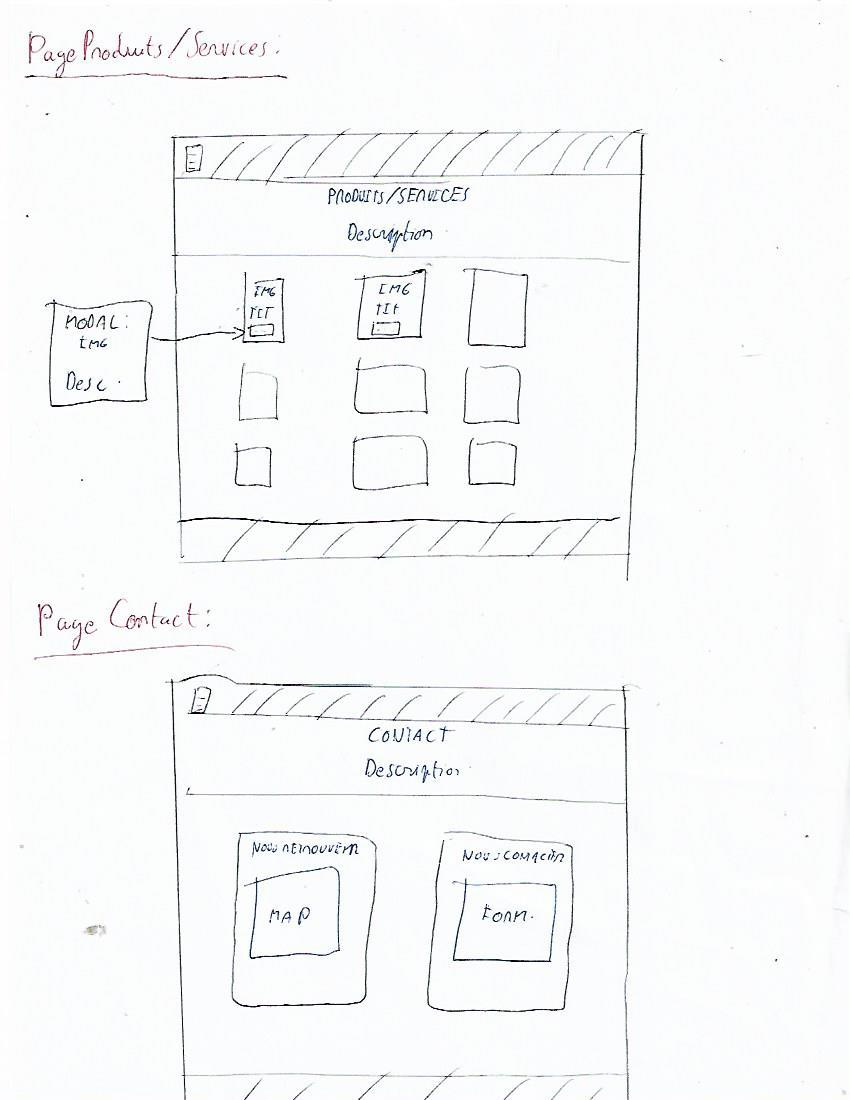 Page Produits/Services:
PRODUITS/SERVICES
Description
IMG
TIT
IMG
TIT
MODAL:
IMG
Desc.
Page Contact:
CONTACT
Description
NOUS RETROUVER
MAP
NOUS CONTACTER
FORM.